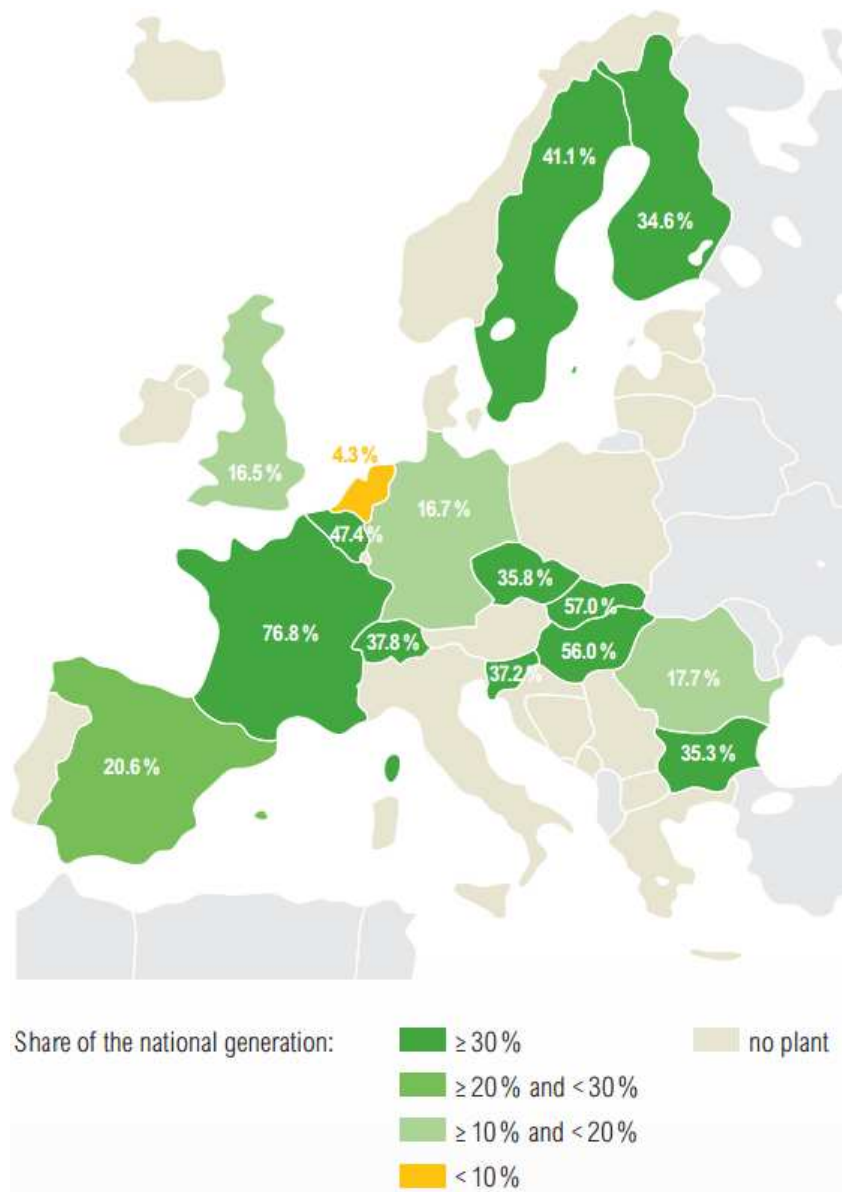 41.1 %
34.6 %
4.3 %
16.5 %
16.7 %
47.4 %
35.8 %
57.0 %
76.8 %
37.8 %
56.0 %
37.2 %
17.7 %
35.3 %
20.6 %
Share of the national generation:
≥ 30 %
no plant
≥ 20 % and < 30 %
≥ 10 % and < 20 %
< 10 %